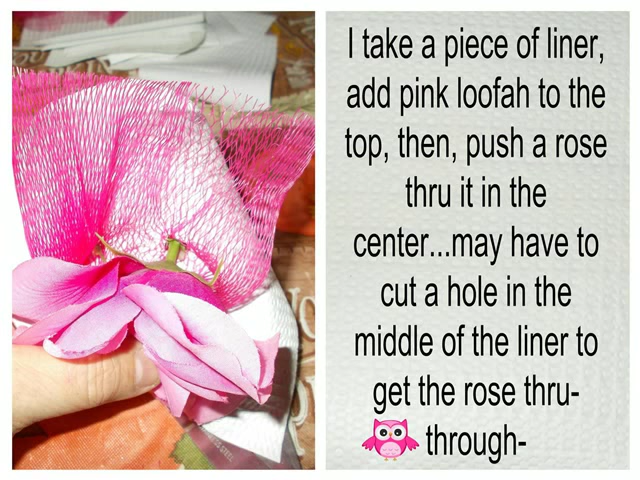 I take a piece of liner,
add pink loofah to the
top, then, push a rose
thru it in the
center...may have to
cut a hole in the
middle of the liner to
get the rose thru-
through-